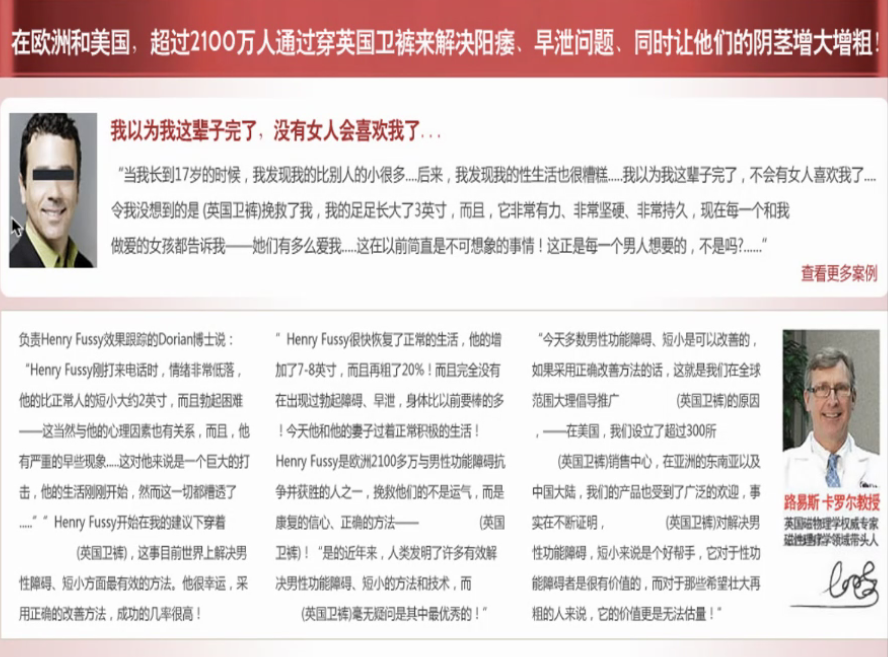 在欧洲和美国，超过2100万人通过穿英国卫裤来解决阳痿、早泄问题、同时让他们的阴茎增大增粗！
我以为我这辈子完了，没有女人会喜欢我了...
“当我长到17岁的时候，我发现我的比别人的小很多....后来，我发现我的性生活也很糟糕.....我以为我这辈子完了，不会有女人喜欢我了....
令我没想到的是 (英国卫裤)挽救了我，我的足足长大了3英寸，而且，它非常有力、非常坚硬、非常持久，现在每一个和我
做爱的女孩都告诉我——她们有多么爱我.....这在以前简直是不可想象的事情！这正是每一个男人想要的，不是吗?......”
查看更多案例
负责Henry Fussy效果跟踪的Dorian博士说：
“Henry Fussy刚打来电话时，情绪非常低落，
他的比正常人的短小大约2英寸，而且勃起困难
——这当然与他的心理因素也有关系，而且，他
有严重的早些现象.....这对他来说是一个巨大的打
击，他的生活刚刚开始，然而这一切都糟透了
.....” “Henry Fussy开始在我的建议下穿着
(英国卫裤)，这事目前世界上解决男
性障碍、短小方面最有效的方法。他很幸运，采
用正确的改善方法，成功的几率很高！
”Henry Fussy很快恢复了正常的生活，他的增
加了7-8英寸，而且再粗了20%！而且完全没有
在出现过勃起障碍、早泄，身体比以前要棒的多
！今天他和他的妻子过着正常积极的生活！
Henry Fussy是欧洲2100多万与男性功能障碍抗
争并获胜的人之一，挽救他们的不是运气，而是
康复的信心、正确的方法—— (英国
卫裤)！“是的近年来，人类发明了许多有效解
决男性功能障碍、短小的方法和技术，而
(英国卫裤)毫无疑问是其中最优秀的！”
“今天多数男性功能障碍、短小是可以改善的，
如果采用正确改善方法的话，这就是我们在全球
范围大理倡导推广 (英国卫裤)的原因
，——在美国，我们设立了超过300所
(英国卫裤)销售中心，在亚洲的东南亚以及
中国大陆，我们的产品也受到了广泛的欢迎，事
实在不断证明， (英国卫裤)对解决男
性功能障碍，短小来说是个好帮手，它对于性功
能障碍者是很有价值的，而对于那些希望壮大再
粗的人来说，它的价值更是无法估量！”
路易斯 卡罗尔教授
英国磁物理学权威专家
磁性理疗学领域带头人